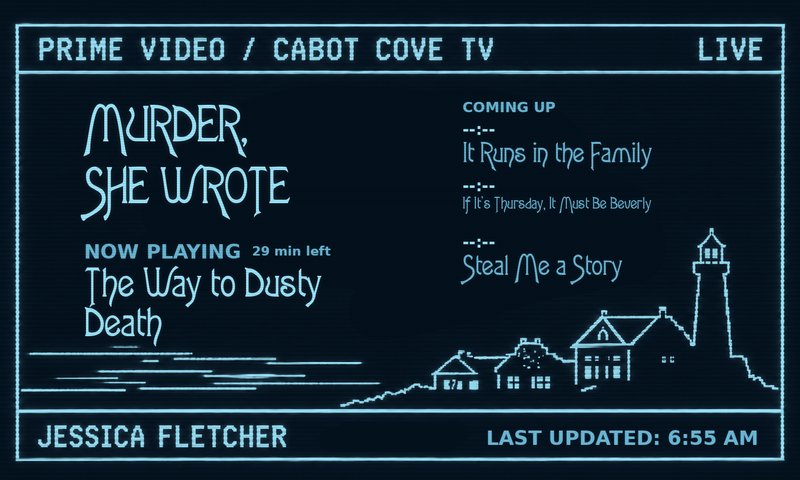 PRIME VIDEO / CABOT COVE TV
LIVE
MURDER,
SHE WROTE
NOW PLAYING 29 min left
The Way to Dusty
Death
COMING UP
--:--
It Runs in the Family
--:--
If It's Thursday, It Must Be Beverly
--:--
Steal Me a Story
JESSICA FLETCHER
LAST UPDATED: 6:55 AM